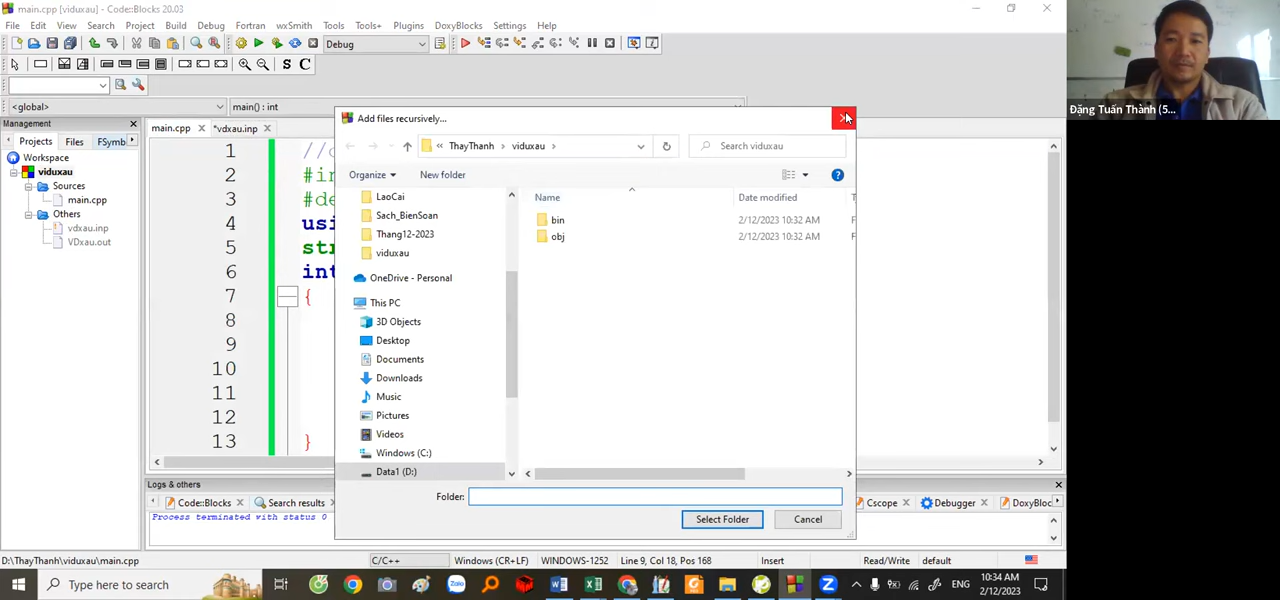 main.cpp [viduxau] - Code::Blocks 20.03
File Edit View Search Project Build Debug Fortran wxSmith Tools Tools+ Plugins DoxyBlocks Settings Help
Debug
S C
<global> main() : int
Management
Projects Files FSymb
Workspace
viduxau
Sources
main.cpp
Others
vdxau.inp
VDxau.out
main.cpp *vdxau.inp
1
2
3
4 usi
5 str
6 int
7 {
8
9
10
11
12
13 }
Add files recursively...
« ThayThanh › viduxau ›
Search viduxau
Organize New folder
LaoCai
Sach_BienSoan
Thang12-2023
viduxau
OneDrive - Personal
This PC
3D Objects
Desktop
Documents
Downloads
Music
Pictures
Videos
Windows (C:)
Data1 (D:)
Name Date modified T
bin 2/12/2023 10:32 AM F
obj 2/12/2023 10:32 AM F
Folder:
Select Folder Cancel
Logs & others
Code::Blocks Search results Cscope Debugger DoxyBlo
Process terminated with status 0
D:\ThayThanh\viduxau\main.cpp C/C++ Windows (CR+LF) WINDOWS-1252 Line 9, Col 18, Pos 168 Insert Read/Write default
Type here to search
Zalo
ENG
10:34 AM
2/12/2023
Đặng Tuấn Thành (5...